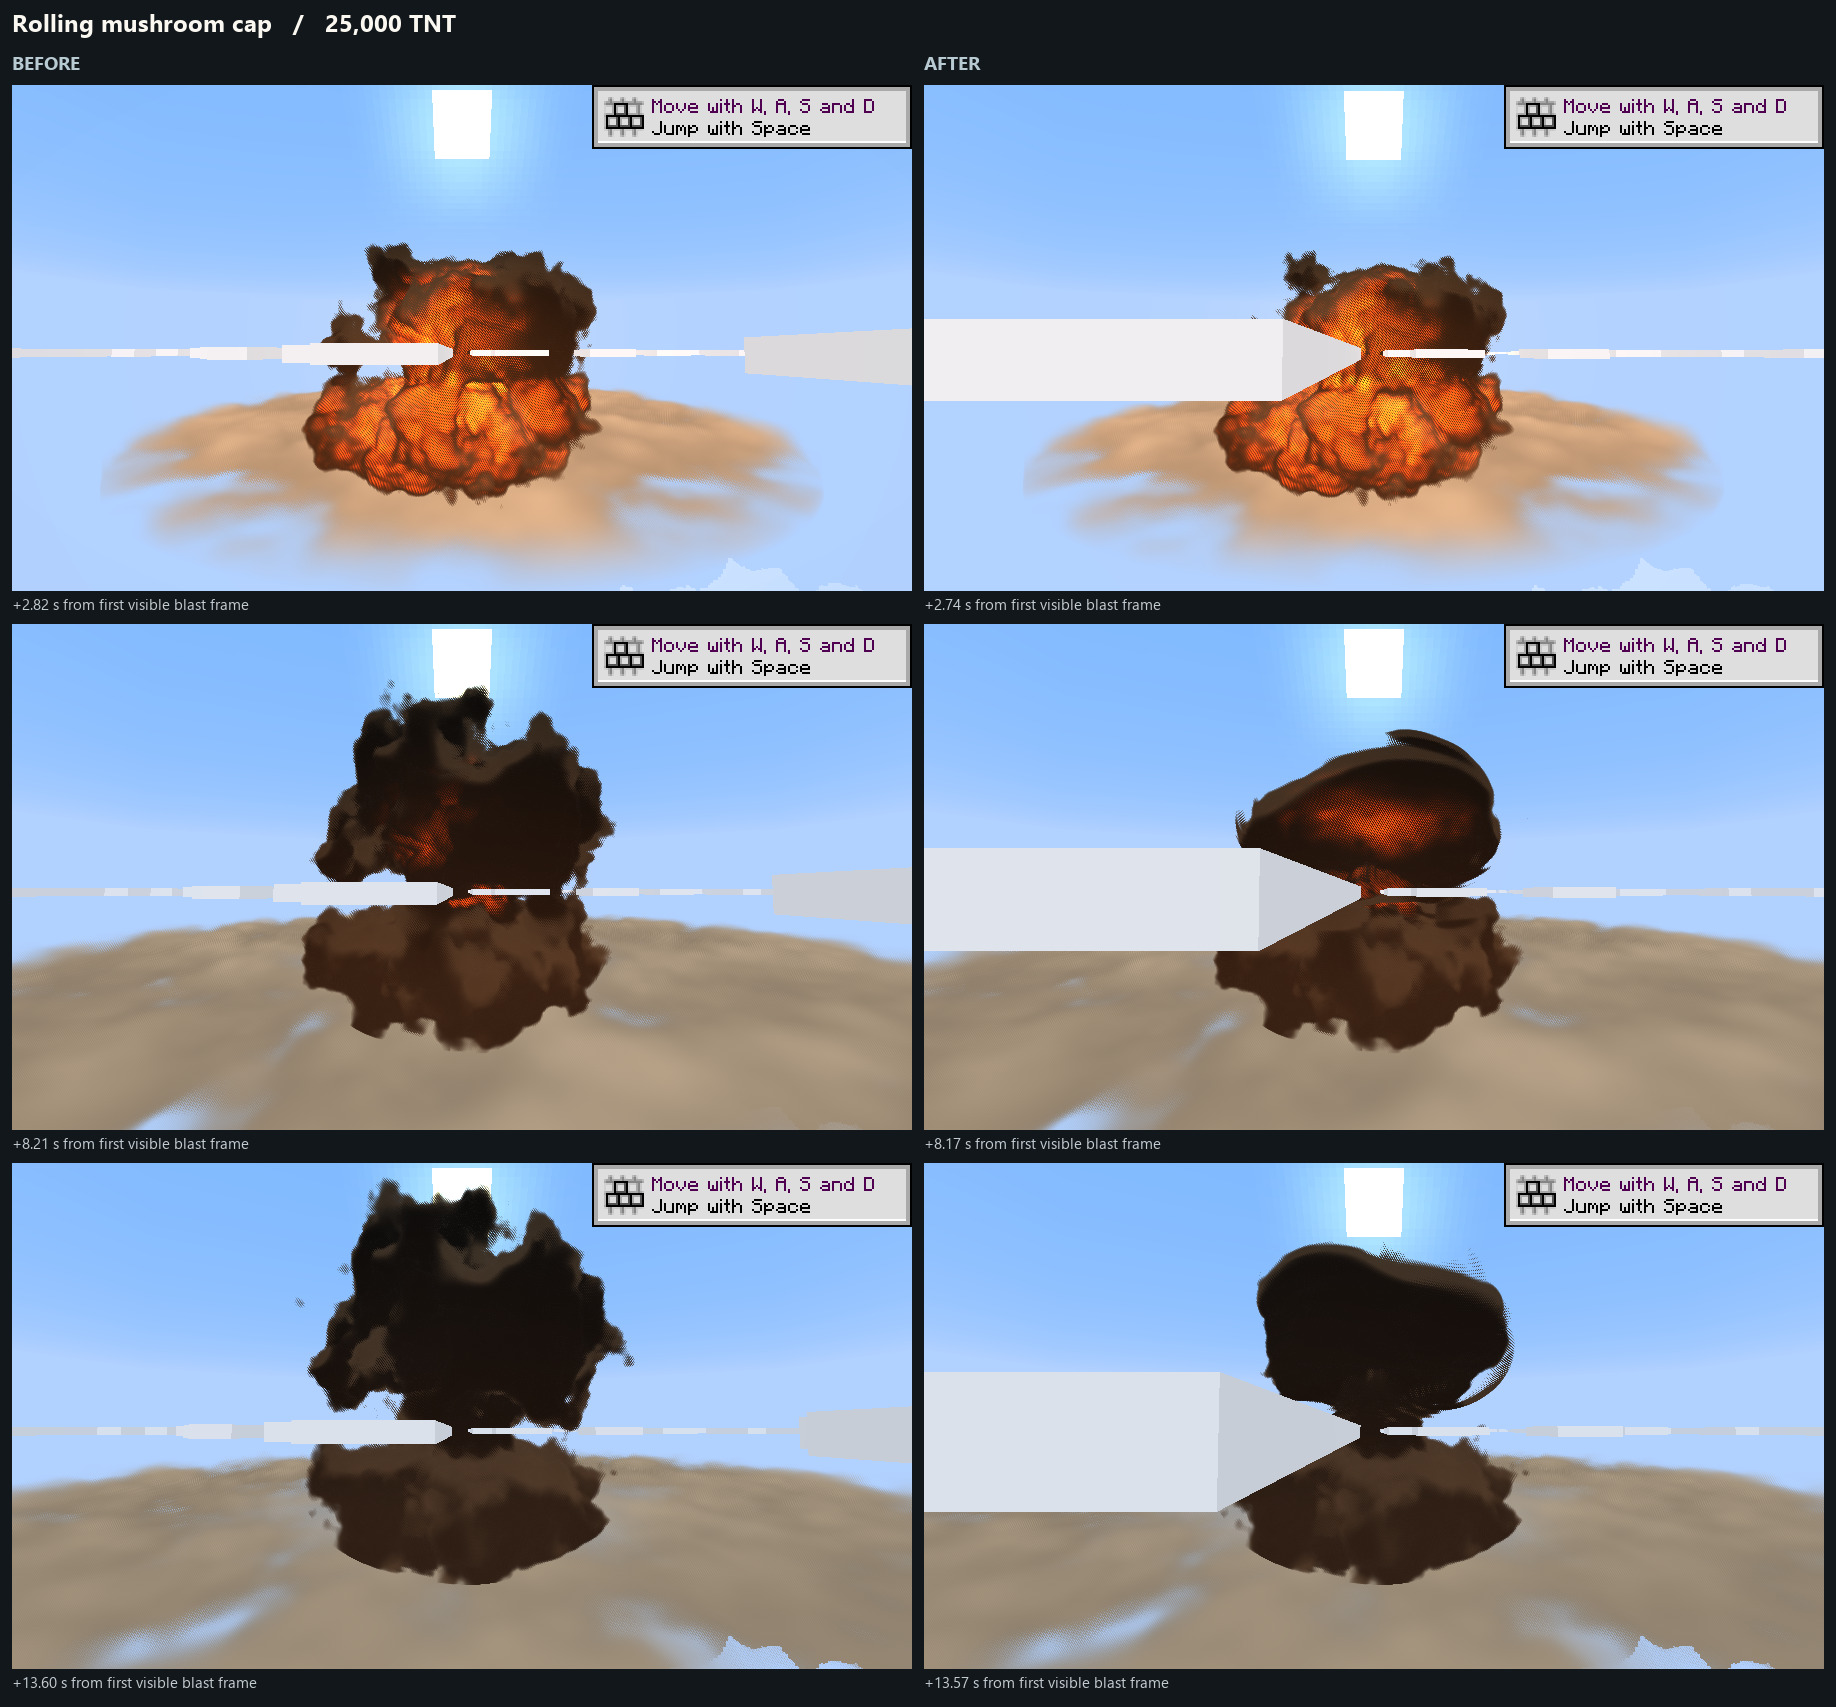 Rolling mushroom cap / 25,000 TNT
BEFORE
AFTER
Move with W, A, S and D
Jump with Space
Move with W, A, S and D
Jump with Space
+2.82 s from first visible blast frame
+2.74 s from first visible blast frame
Move with W, A, S and D
Jump with Space
Move with W, A, S and D
Jump with Space
+8.21 s from first visible blast frame
+8.17 s from first visible blast frame
Move with W, A, S and D
Jump with Space
Move with W, A, S and D
Jump with Space
+13.60 s from first visible blast frame
+13.57 s from first visible blast frame